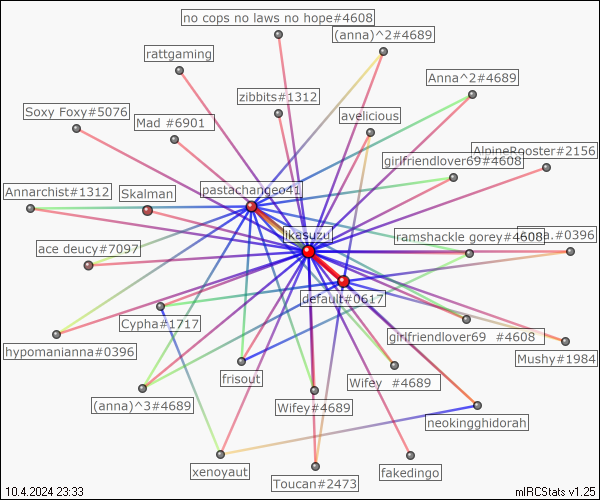 no cops no laws no hope#4608
(anna)^2#4689
rattgaming
Anna^2#4689
zibbits#1312
Soxy Foxy#5076
Mad #6901
avelicious
AlpineRooster#2156
girlfriendlover69#4608
Annarchist#1312
Skalman
pastachangeo41
ikasuzu
ramshackle gorey#4608
a.#0396
ace deucy#7097
default#0617
Cypha#1717
girlfriendlover69 #4608
hypomanianna#0396
Mushy#1984
frisout
Wifey #4689
(anna)^3#4689
Wifey#4689
neokingghidorah
xenoyaut
Toucan#2473
fakedingo
10.4.2024 23:33
mIRCStats v1.25